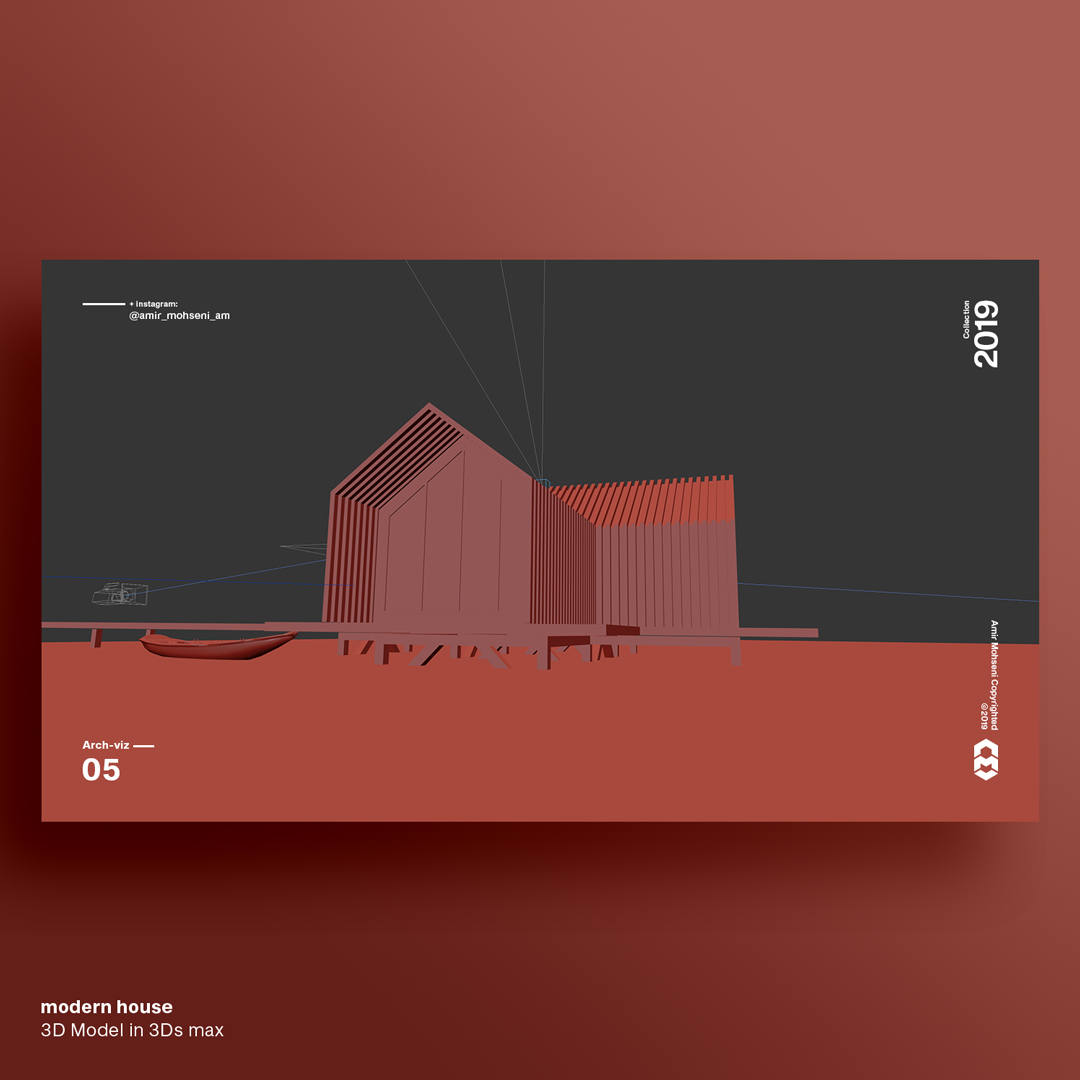 + instagram:
@amir_mohseni_am
Collection
2019
Amir Mohseni Copyrighted
©2019
Arch-viz
05
modern house
3D Model in 3Ds max